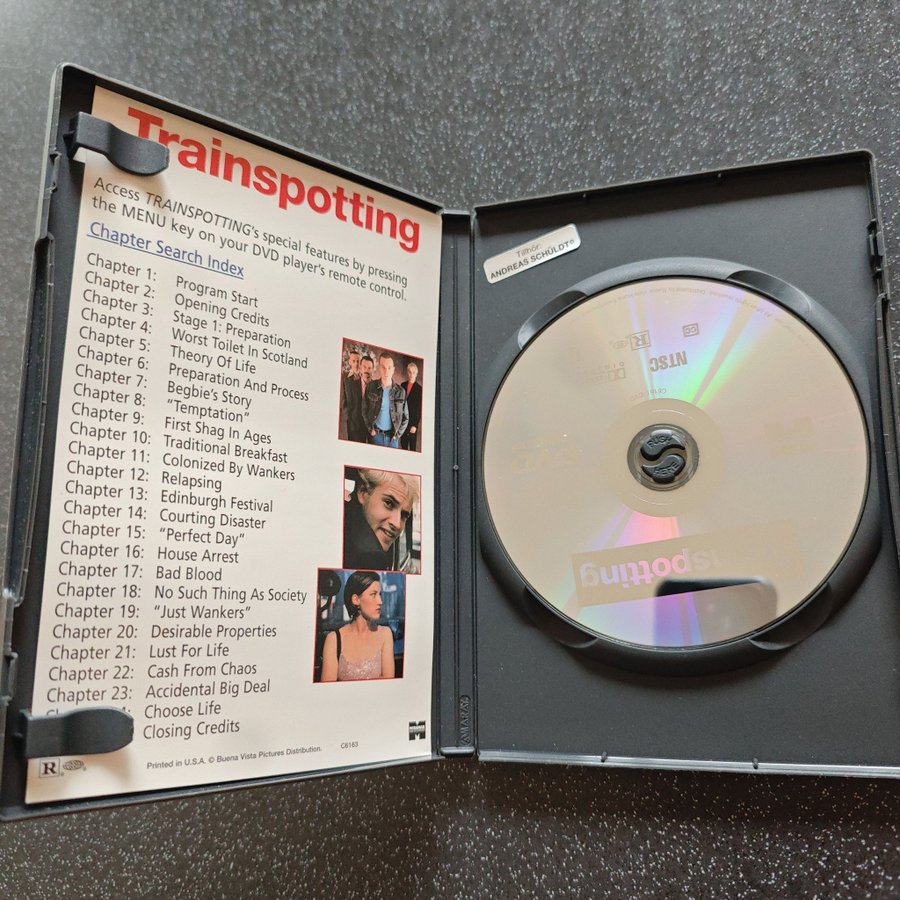 Trainspotting
Access TRAINSPOTTING's special features by pressing
the MENU key on your DVD player's remote control.
Chapter Search Index
Chapter 1: Program Start
Chapter 2: Opening Credits
Chapter 3: Stage 1: Preparation
Chapter 4: Worst Toilet In Scotland
Chapter 5: Theory Of Life
Chapter 6: Preparation And Process
Chapter 7: Begbie's Story
Chapter 8: "Temptation"
Chapter 9: First Shag In Ages
Chapter 10: Traditional Breakfast
Chapter 11: Colonized By Wankers
Chapter 12: Relapsing
Chapter 13: Edinburgh Festival
Chapter 14: Courting Disaster
Chapter 15: "Perfect Day"
Chapter 16: House Arrest
Chapter 17: Bad Blood
Chapter 18: No Such Thing As Society
Chapter 19: "Just Wankers"
Chapter 20: Desirable Properties
Chapter 21: Lust For Life
Chapter 22: Cash From Chaos
Chapter 23: Accidental Big Deal
Choose Life
Closing Credits
R
Printed in U.S.A. © Buena Vista Pictures Distribution.
C6163
AMARAY
Tillhör:
ANDREAS SCHÜLDT
CC
R
NTSC
DIGITAL
PUSH
spotting